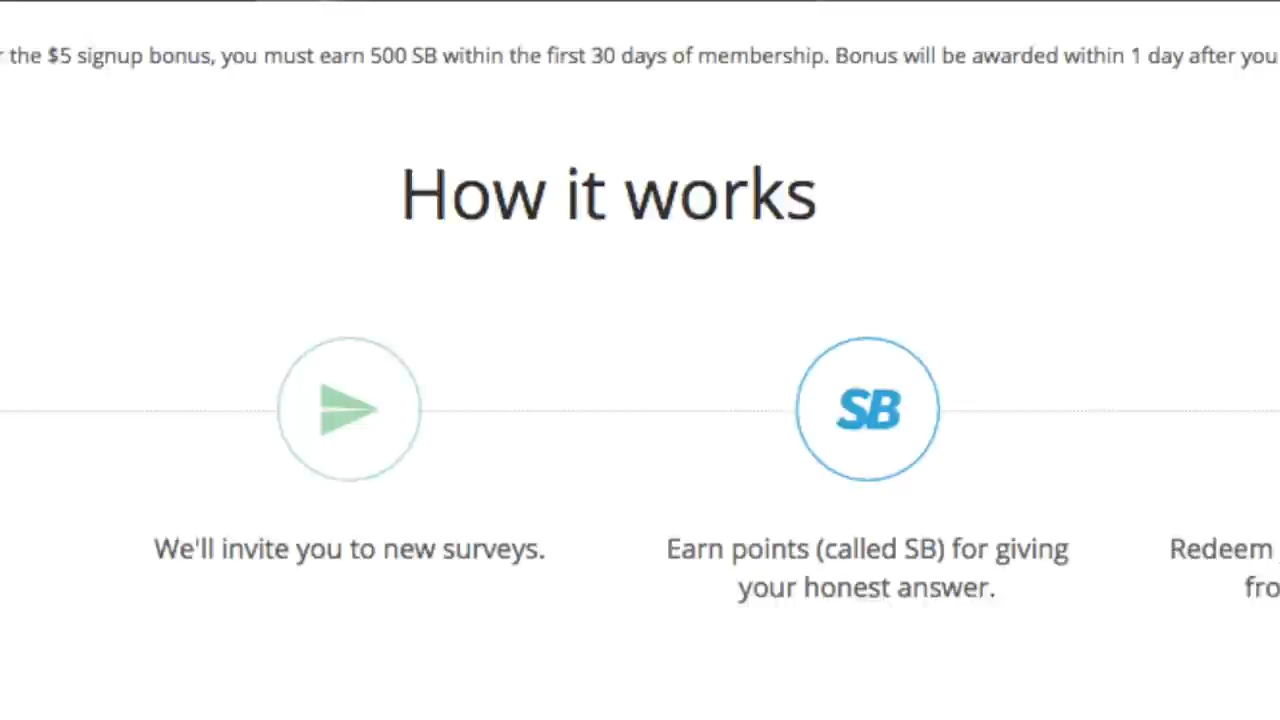 the $5 signup bonus, you must earn 500 SB within the first 30 days of membership. Bonus will be awarded within 1 day after you
How it works
SB
We'll invite you to new surveys.
Earn points (called SB) for giving
your honest answer.
Redeem